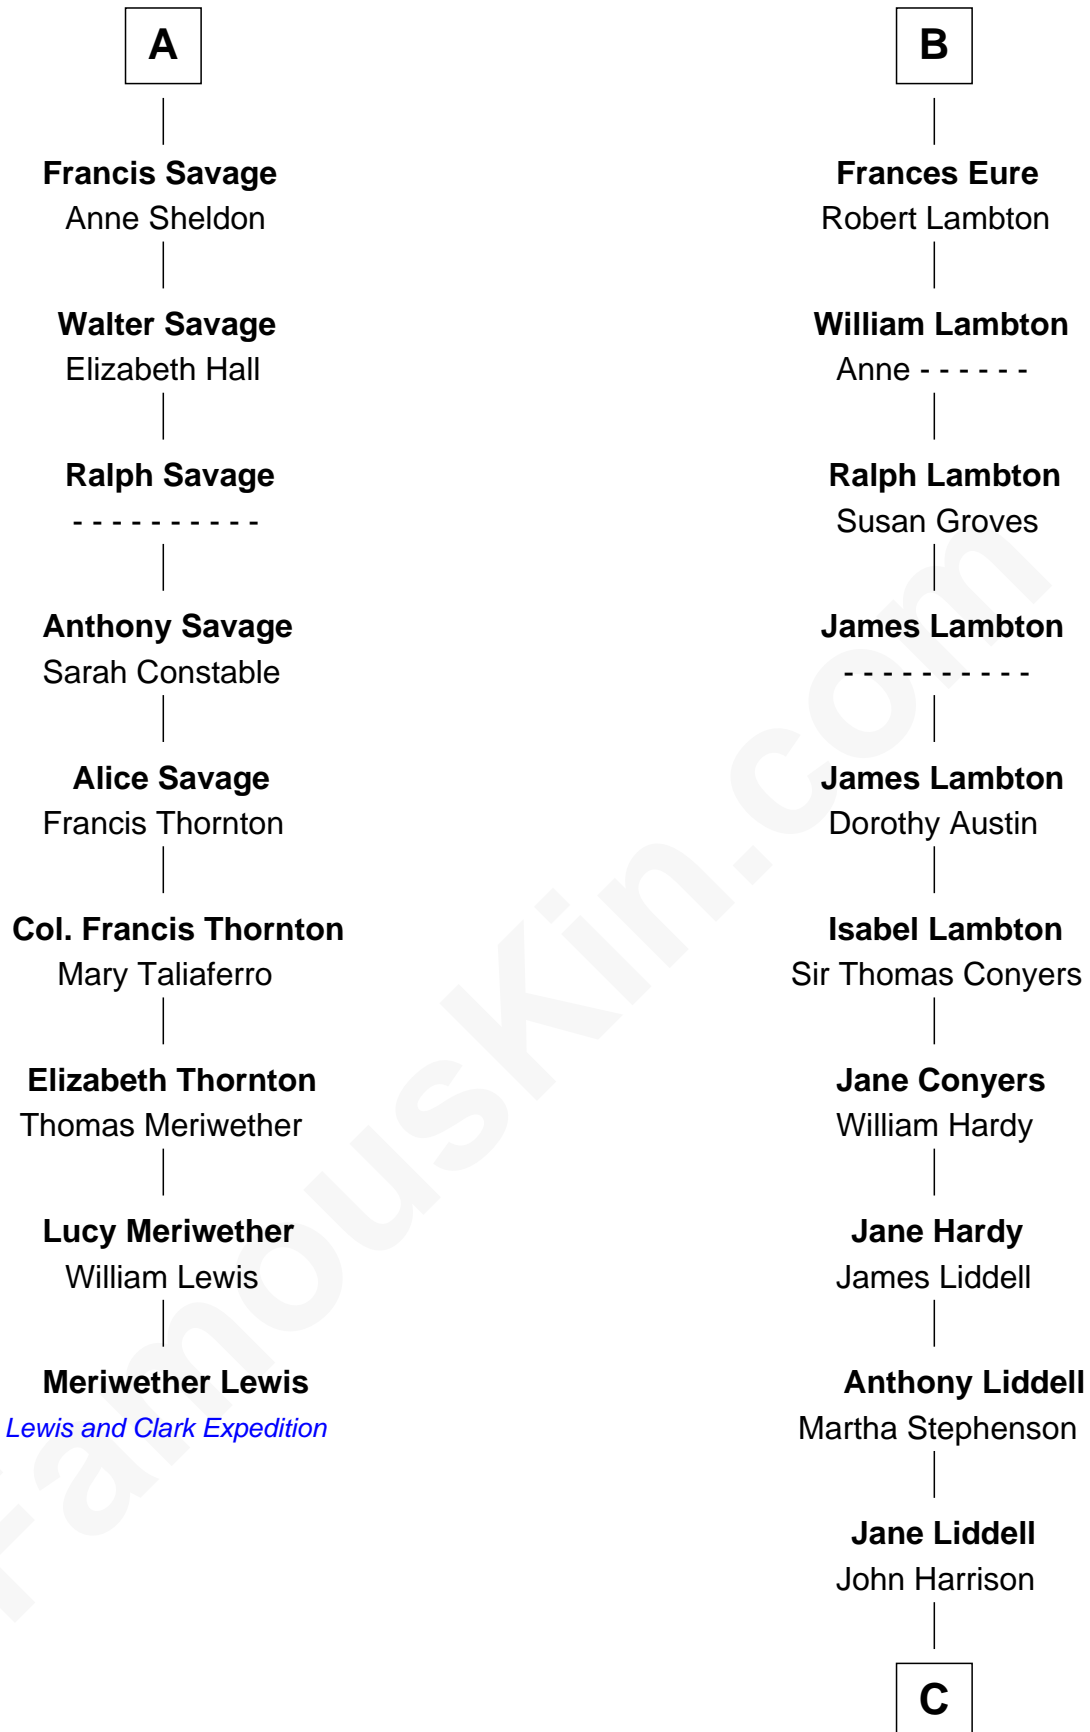 A
Francis Savage
Anne Sheldon
Walter Savage
Elizabeth Hall
Ralph Savage
- - - - - - - - - -
Anthony Savage
Sarah Constable
Alice Savage
Francis Thornton
Col. Francis Thornton
Mary Taliaferro
Elizabeth Thornton
Thomas Meriwether
Lucy Meriwether
William Lewis
Meriwether Lewis
Lewis and Clark Expedition
B
Frances Eure
Robert Lambton
William Lambton
Anne - - - - - -
Ralph Lambton
Susan Groves
James Lambton
- - - - - - - - - -
James Lambton
Dorothy Austin
Isabel Lambton
Sir Thomas Conyers
Jane Conyers
William Hardy
Jane Hardy
James Liddell
Anthony Liddell
Martha Stephenson
Jane Liddell
John Harrison
C
FamousKin.com